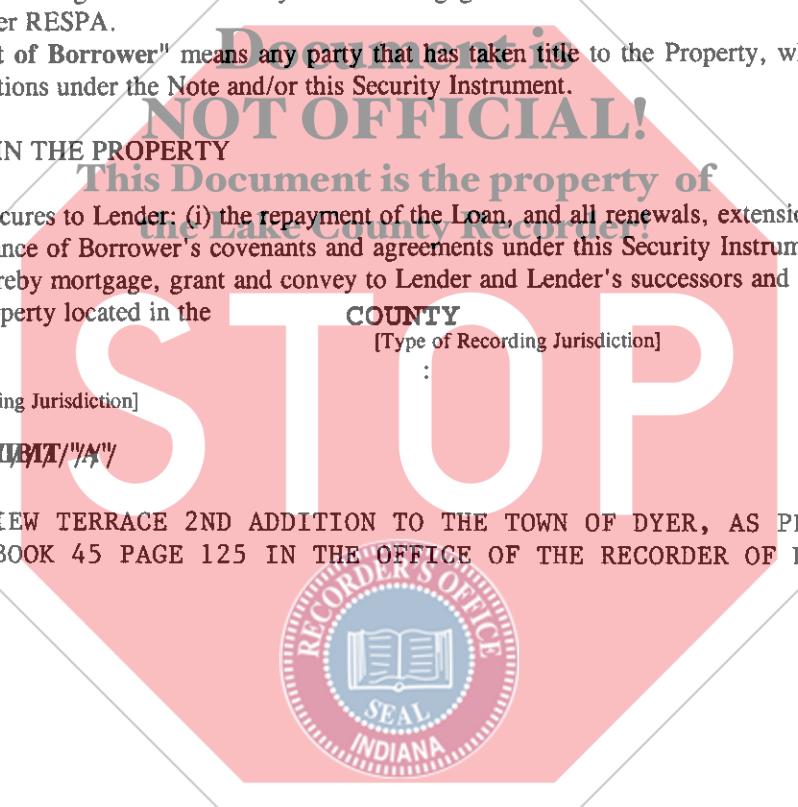 er RESPA.
t of Borrower" means any party that has taken title to the Property, w
Document is
tions under the Note and/or this Security Instrument.
NOT OFFICIAL!
IN THE PROPERTY
This Document is the property of
cures to Lender: (i) the repayment of the Loan, and all renewals, extensio
the Lake County Recorder!
ance of Borrower's covenants and agreements under this Security Instrum
reby mortgage, grant and convey to Lender and Lender's successors and
perty located in the COUNTY
[Type of Recording Jurisdiction]
:
ing Jurisdiction]
STOP
IBIT "A"
IEW TERRACE 2ND ADDITION TO THE TOWN OF DYER, AS P
BOOK 45 PAGE 125 IN THE OFFICE OF THE RECORDER OF
RECORDER'S OFFICE
SEAL
INDIANA